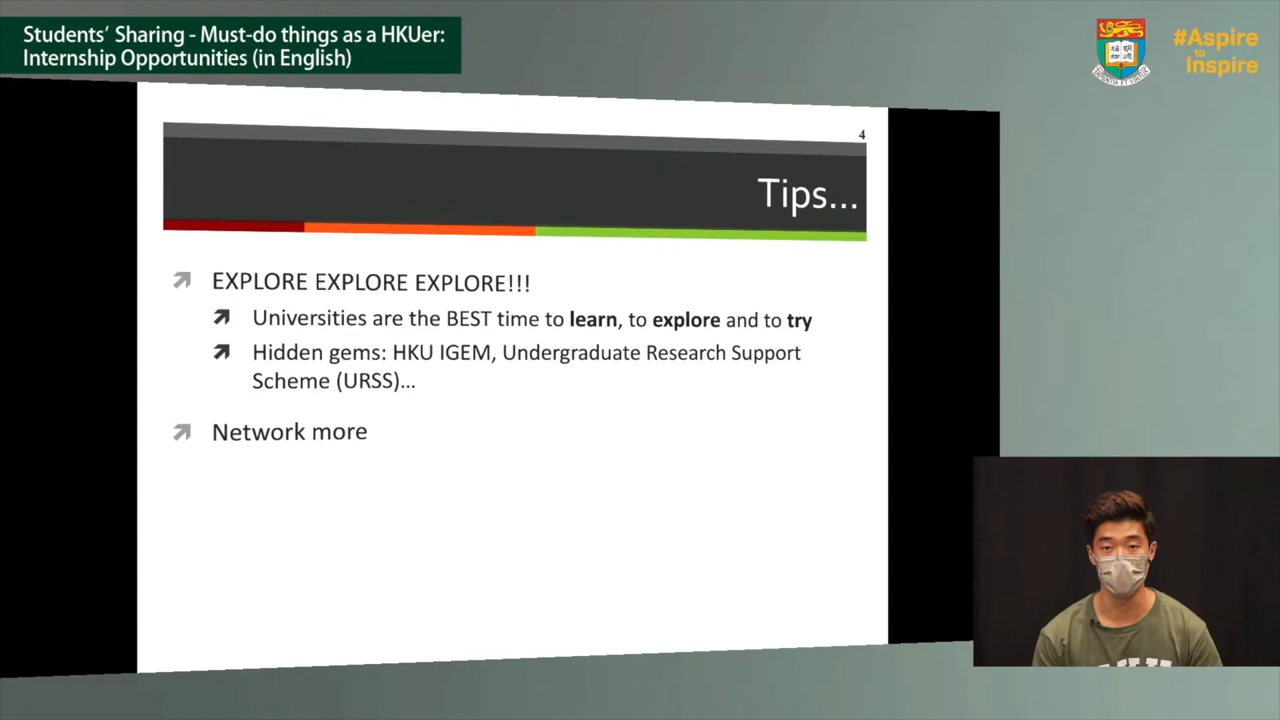 Students' Sharing - Must-do things as a HKUer:
Internship Opportunities (in English)
#Aspire
to
Inspire
4
Tips...
EXPLORE EXPLORE EXPLORE!!!
Universities are the BEST time to learn, to explore and to try
Hidden gems: HKU IGEM, Undergraduate Research Support
Scheme (URSS)...
Network more